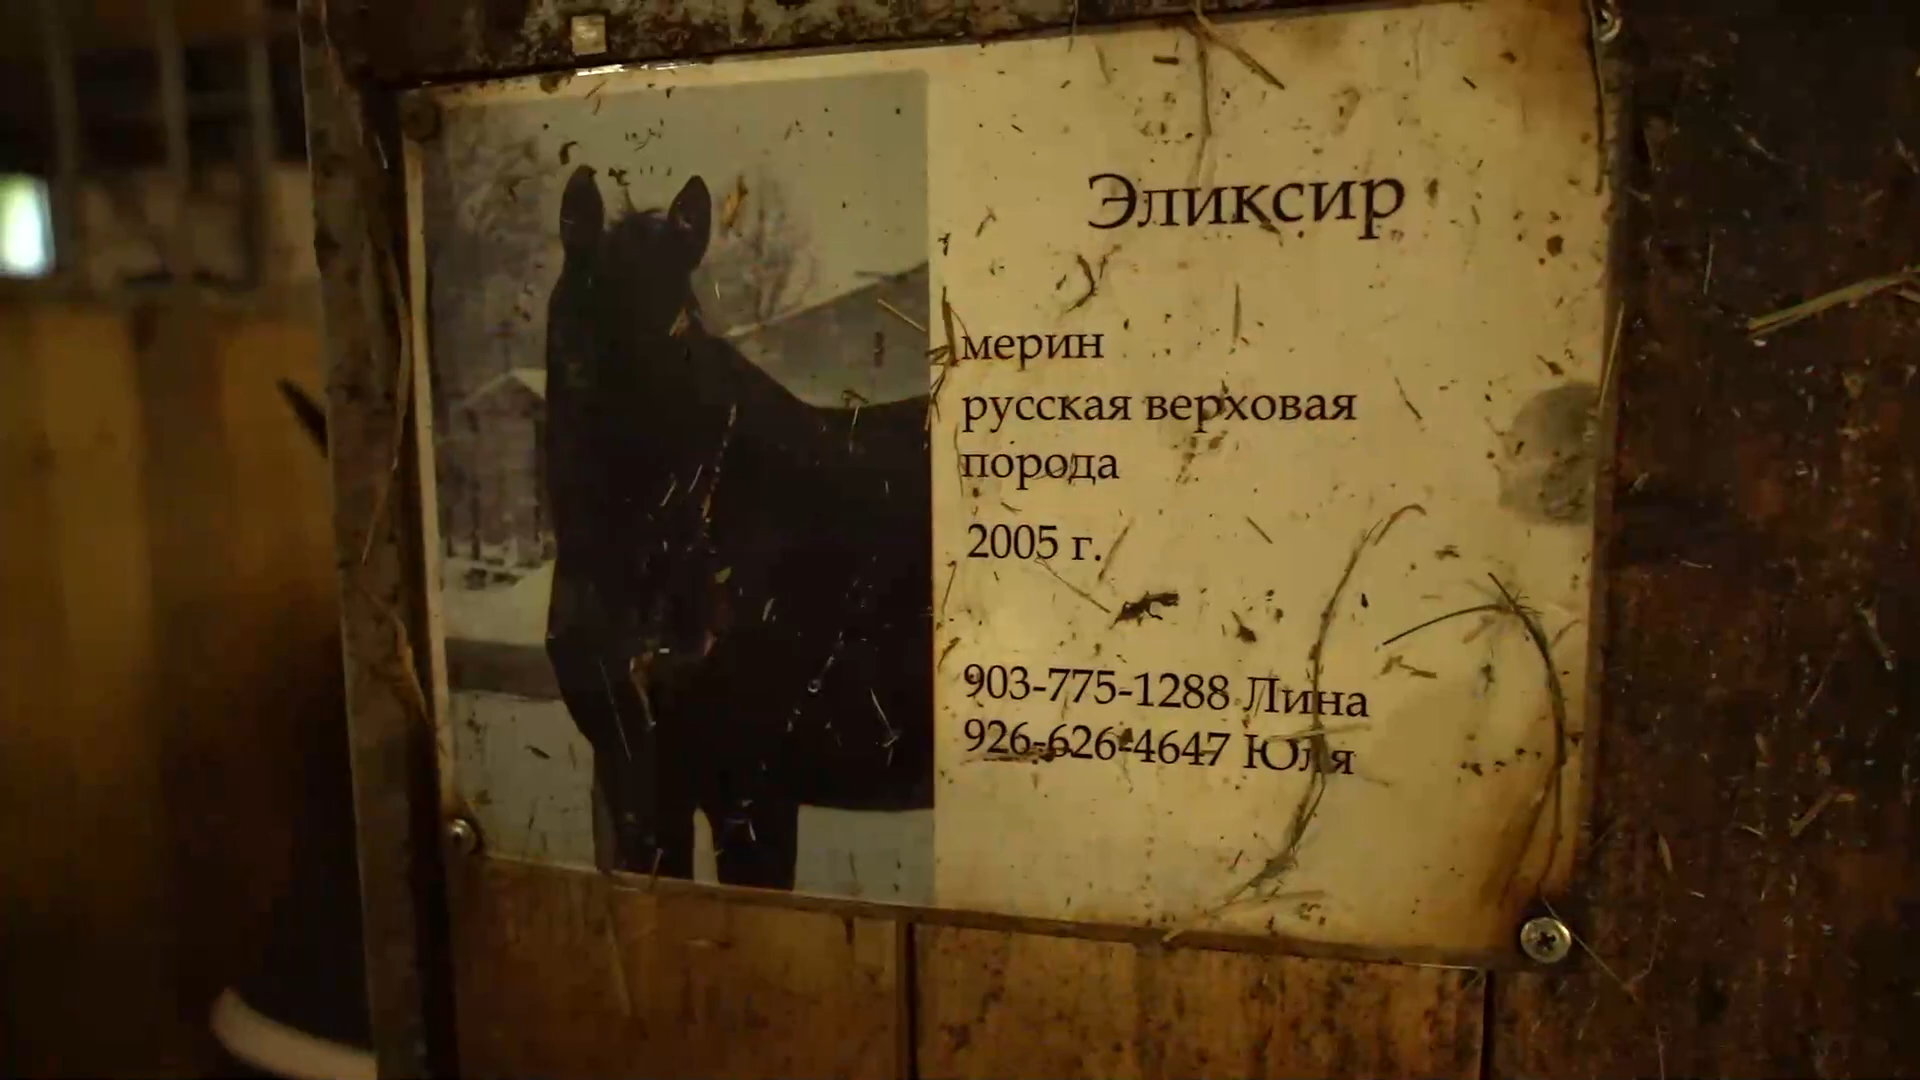 Эликсир
мерин
русская верховая
порода
2005 г.
903-775-1288 Лина
926-626-4647 Юля